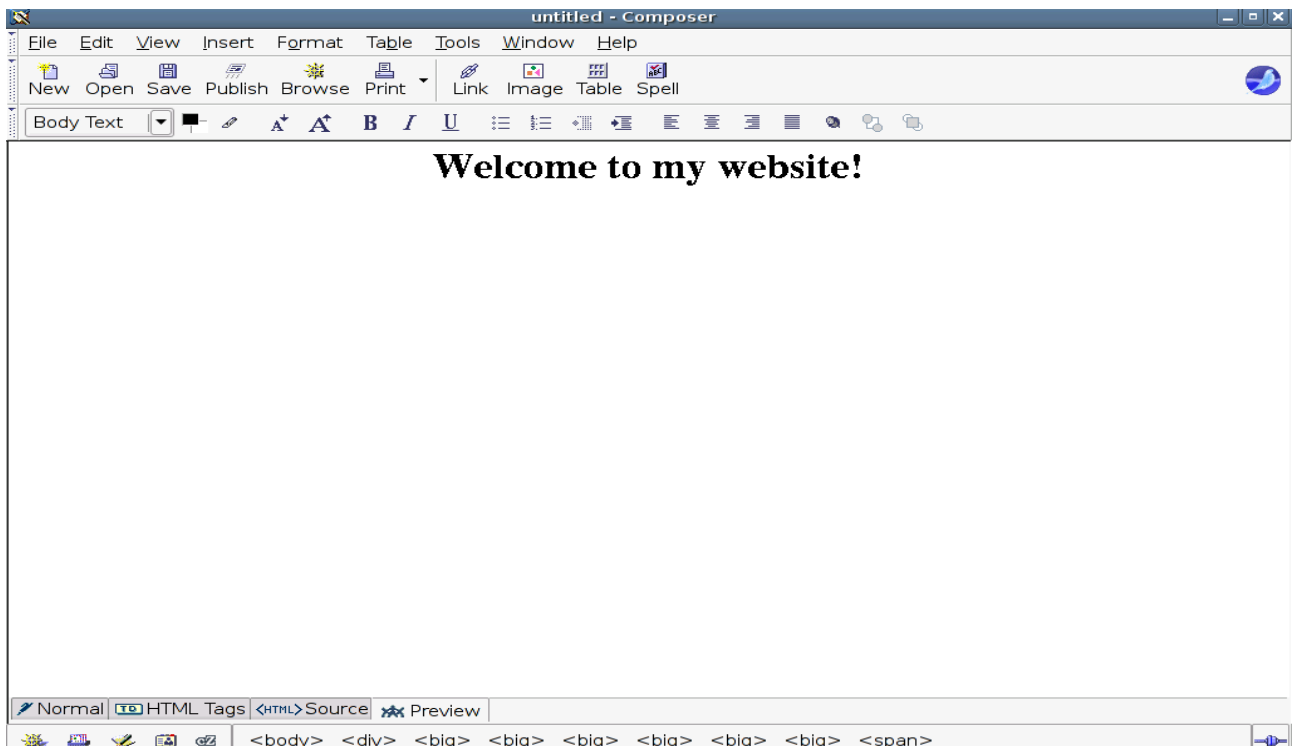 untitled - Composer
File Edit View Insert Format Table Tools Window Help
New Open Save Publish Browse Print Link Image Table Spell
Body Text A A B I U
Welcome to my website!
Normal TD HTML Tags <HTML> Source Preview
<body> <div> <big> <big> <big> <big> <big> <big> <span>